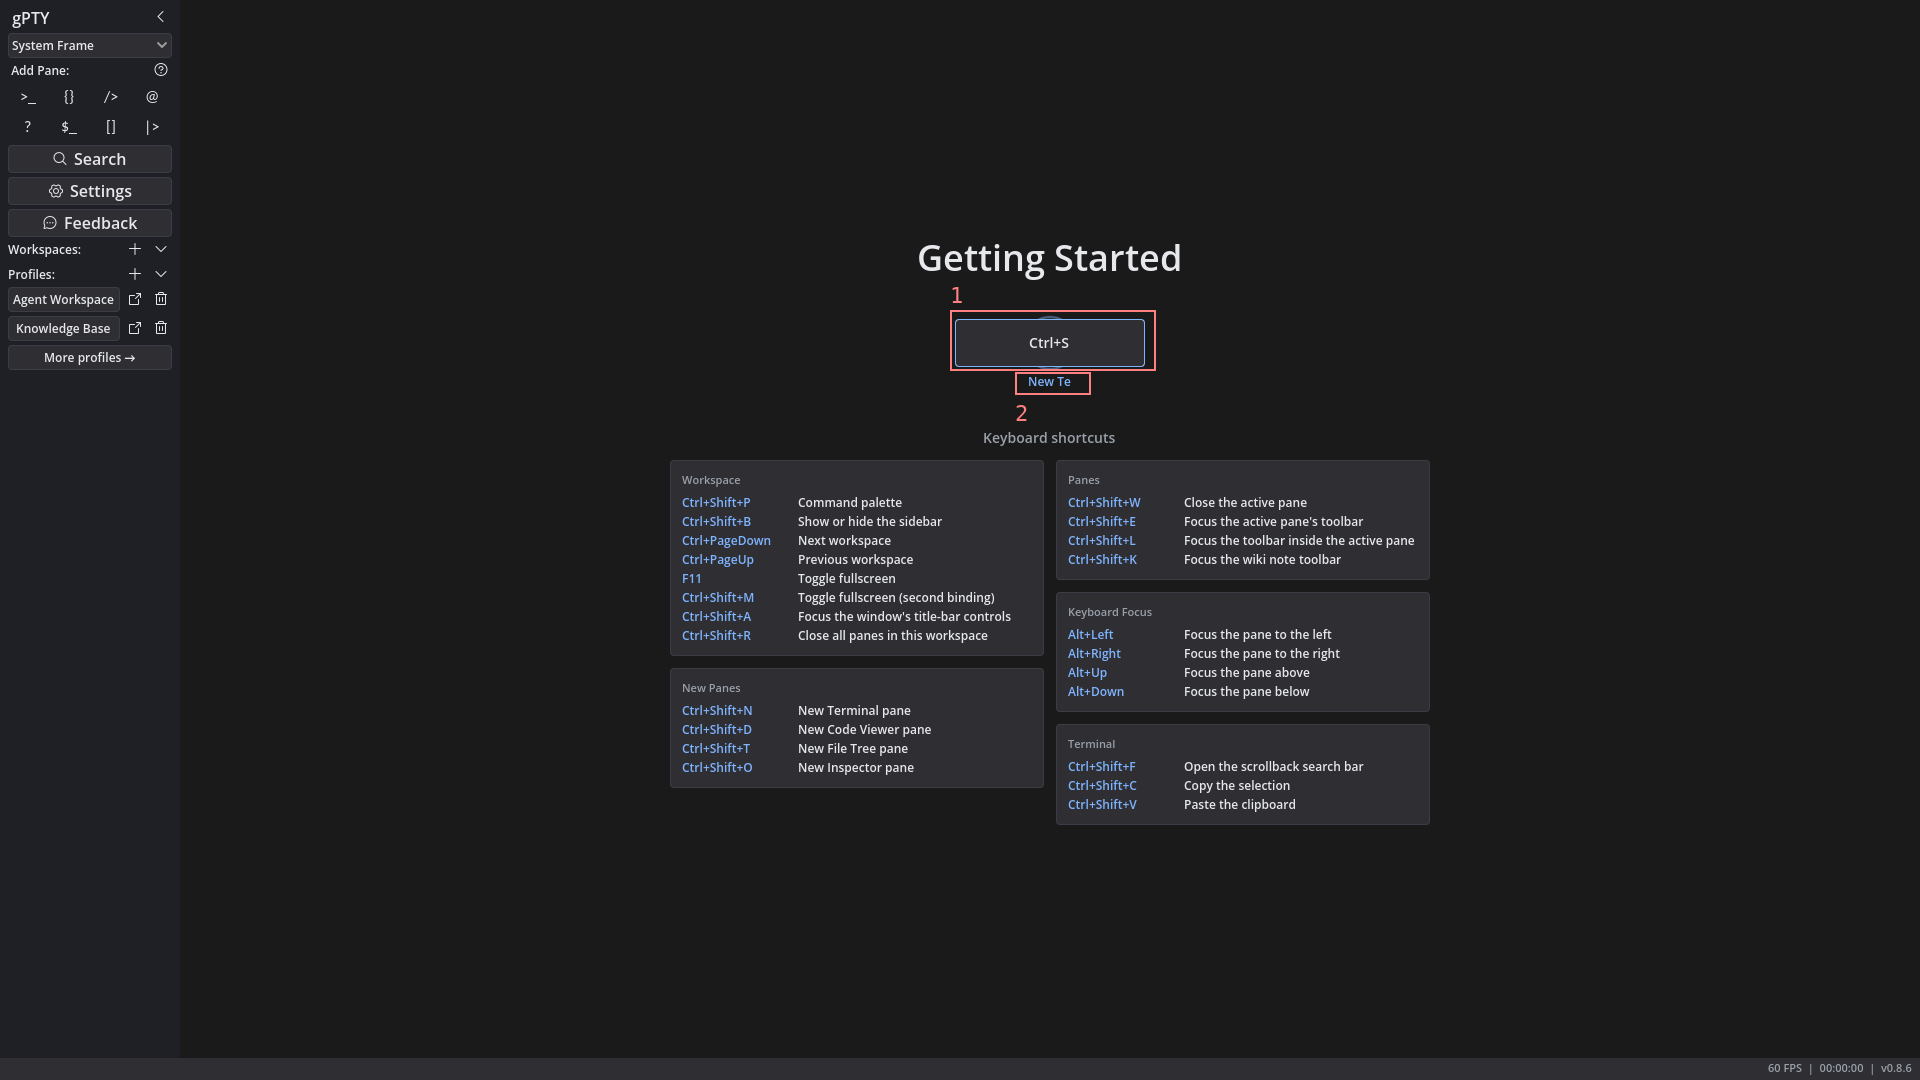 gPTY
System Frame
Add Pane:
>_ {} /> @
? $_ [] |>
Search
Settings
Feedback
Workspaces:
Profiles:
Agent Workspace
Knowledge Base
More profiles →
Getting Started
1
Ctrl+S
New Te
2
Keyboard shortcuts
Workspace
Ctrl+Shift+P Command palette
Ctrl+Shift+B Show or hide the sidebar
Ctrl+PageDown Next workspace
Ctrl+PageUp Previous workspace
F11 Toggle fullscreen
Ctrl+Shift+M Toggle fullscreen (second binding)
Ctrl+Shift+A Focus the window's title-bar controls
Ctrl+Shift+R Close all panes in this workspace
New Panes
Ctrl+Shift+N New Terminal pane
Ctrl+Shift+D New Code Viewer pane
Ctrl+Shift+T New File Tree pane
Ctrl+Shift+O New Inspector pane
Panes
Ctrl+Shift+W Close the active pane
Ctrl+Shift+E Focus the active pane's toolbar
Ctrl+Shift+L Focus the toolbar inside the active pane
Ctrl+Shift+K Focus the wiki note toolbar
Keyboard Focus
Alt+Left Focus the pane to the left
Alt+Right Focus the pane to the right
Alt+Up Focus the pane above
Alt+Down Focus the pane below
Terminal
Ctrl+Shift+F Open the scrollback search bar
Ctrl+Shift+C Copy the selection
Ctrl+Shift+V Paste the clipboard
60 FPS | 00:00:00 | v0.8.6